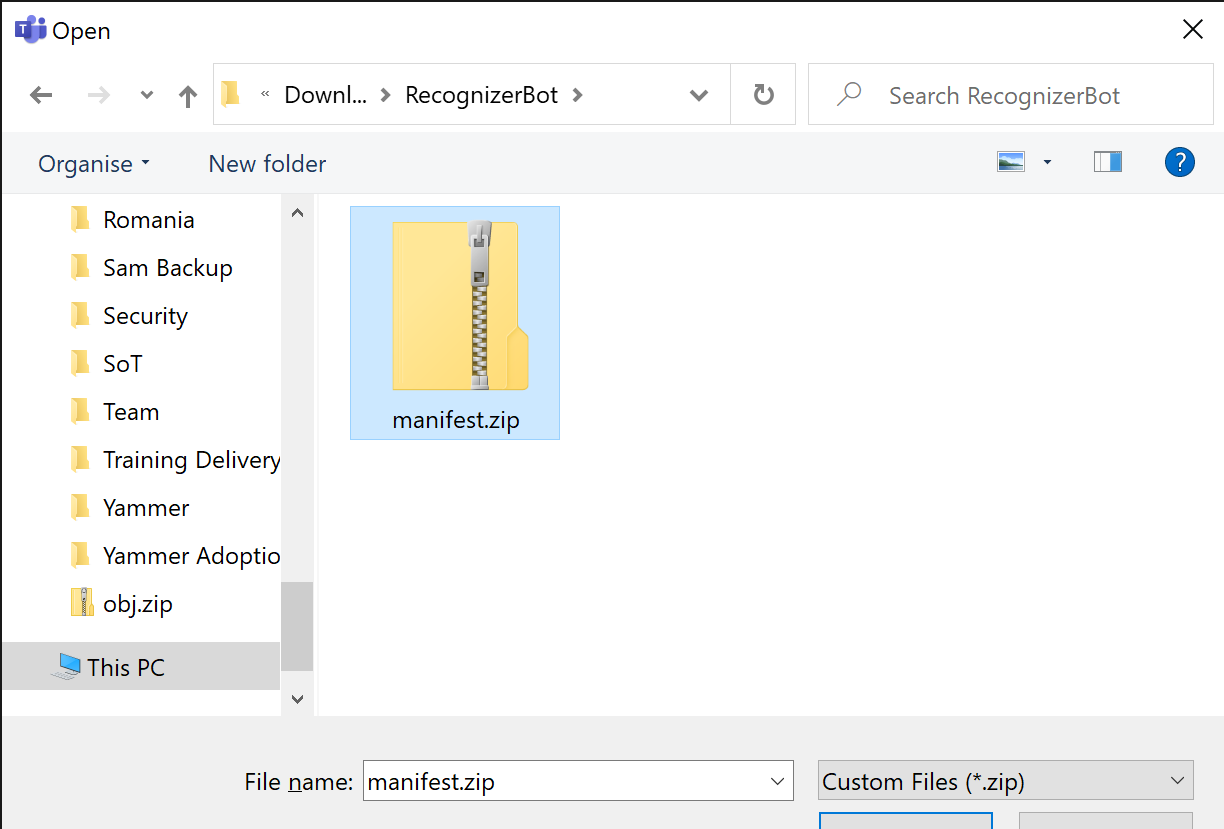 Open
« Downl... > RecognizerBot >
Search RecognizerBot
Organise
New folder
?
Romania
Sam Backup
Security
SoT
Team
Training Delivery
Yammer
Yammer Adoptio
obj.zip
This PC
manifest.zip
File name: manifest.zip
Custom Files (*.zip)